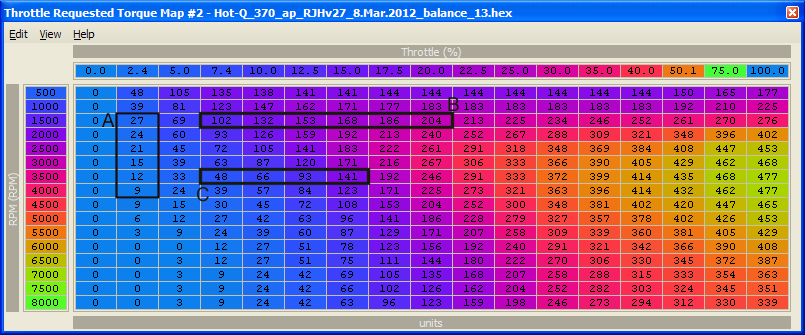 Throttle Requested Torque Map #2 - Hot-Q_370_ap_RJHv27_8.Mar.2012_balance_13.hex
Edit View Help
Throttle (%)
0.0 2.4 5.0 7.4 10.0 12.5 15.0 17.5 20.0 22.5 25.0 30.0 35.0 40.0 50.1 75.0 100.0
500 0 48 105 135 138 141 141 144 144 144 144 144 144 144 150 165 177
1000 0 39 81 123 147 162 171 177 183 B 183 183 183 183 183 192 210 225
1500 0 A 27 69 102 132 153 168 186 204 213 225 234 246 252 261 270 276
2000 0 24 60 93 126 159 192 213 240 252 267 288 309 321 348 396 402
2500 0 21 45 72 105 141 183 222 261 291 318 348 369 384 408 447 453
3000 0 15 39 63 87 120 171 216 267 306 333 366 390 405 429 462 468
3500 0 12 33 48 66 93 141 192 246 291 333 372 399 414 435 468 477
4000 0 9 24 C 39 57 84 123 171 225 273 321 363 396 414 432 468 477
4500 0 9 15 30 45 72 108 154 205 254 300 348 381 402 420 447 465
5000 0 6 12 27 42 63 96 141 186 228 279 327 357 378 402 426 453
5500 0 3 9 24 39 60 87 129 171 207 258 309 339 360 381 405 430
6000 0 0 0 12 27 51 78 123 156 192 240 291 321 342 366 390 408
6500 0 0 0 12 27 51 75 111 144 180 222 270 306 330 345 372 387
7000 0 0 3 9 24 42 69 105 135 168 207 258 288 315 333 354 363
7500 0 0 3 9 24 42 66 102 126 162 204 252 282 303 324 345 351
8000 0 0 3 9 24 42 63 96 123 159 198 246 273 294 312 330 339
RPM (RPM)
units